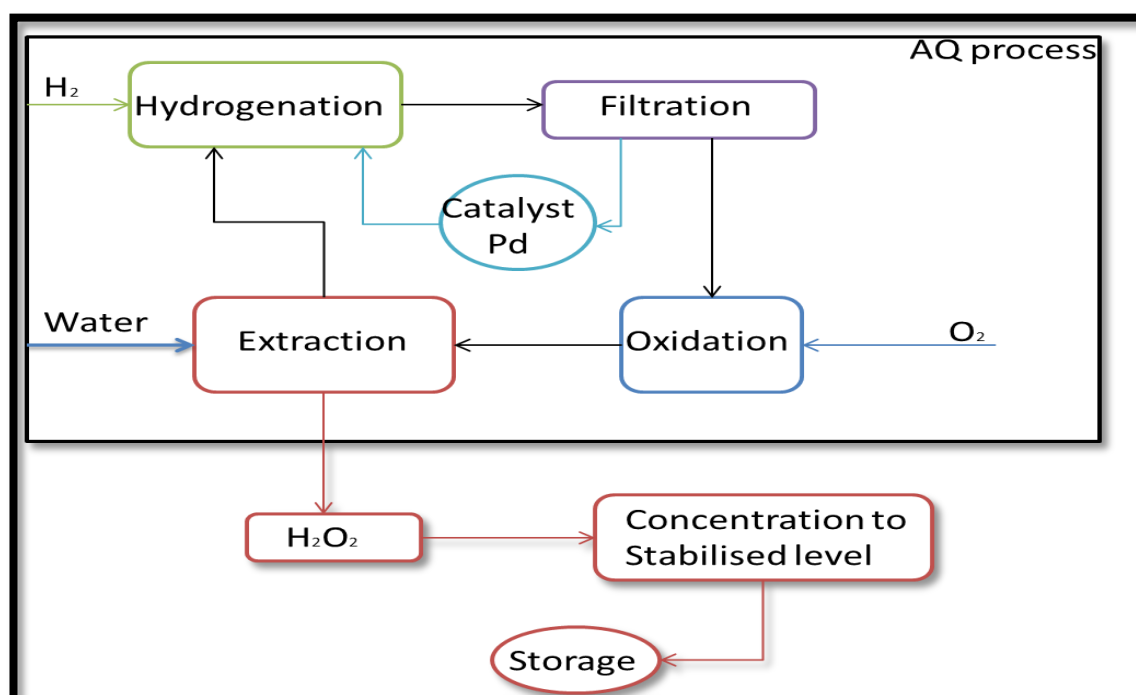 AQ process
H₂
Hydrogenation
Filtration
Catalyst
Pd
Water
Extraction
Oxidation
O₂
H₂O₂
Concentration to
Stabilised level
Storage